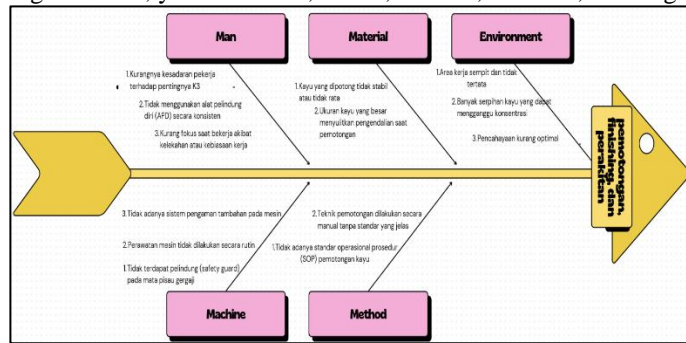 Man
Material
Environment
1.Kurangnya kesadaran pekerja
terhadap pentingnya K3
2.Tidak menggunakan alat pelindung
diri (APD) secara konsisten
3.Kurang fokus saat bekerja akibat
kelekahan atau kebiasaan kerja
1.Kayu yang dipotong tidak stabil
atau tidak rata
2.Ukuran kayu yang besar
menyulitkan pengendalian saat
pemotongan
1.Area kerja sempit dan tidak
tertata
2.Banyak serpihan kayu yang dapat
mengganggu konsentrasi
3.Pencahayaan kurang optimal
pemotongan,
finishing, dan
perakitan
3.Tidak adanya sistem pengaman tambahan pada mesin
2.Perawatan mesin tidak dilakukan secara rutin
1.Tidak terdapat pelindung (safety guard)
pada mata pisau gergaji
2.Teknik pemotongan dilakukan secara
manual tanpa standar yang jelas
1.Tidak adanya standar operasional prosedur
(SOP) pemotongan kayu
Machine
Method